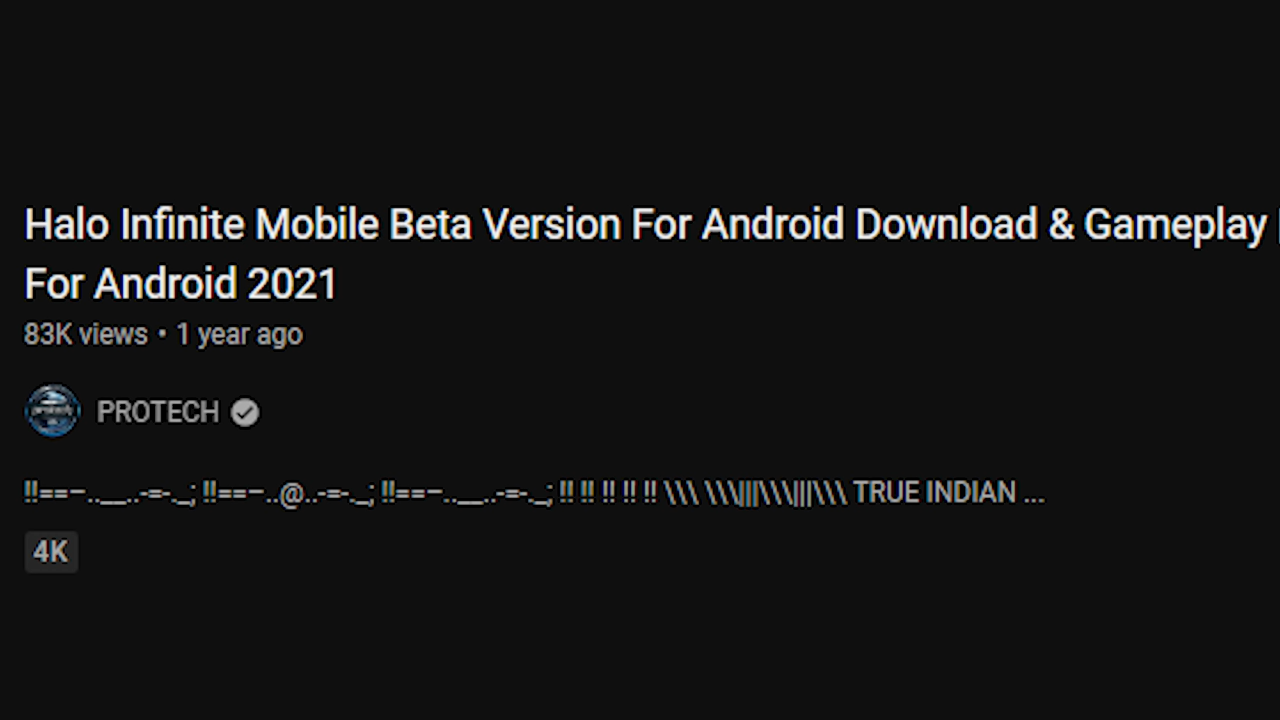 Halo Infinite Mobile Beta Version For Android Download & Gameplay
For Android 2021
83K views • 1 year ago
PROTECH
!!==–..__..-=-._; !!==–..@..-=-._; !!==–..__..-=-._; !! !! !! !! !! \\\ \\\|||\\\|||\\\ TRUE INDIAN ...
4K